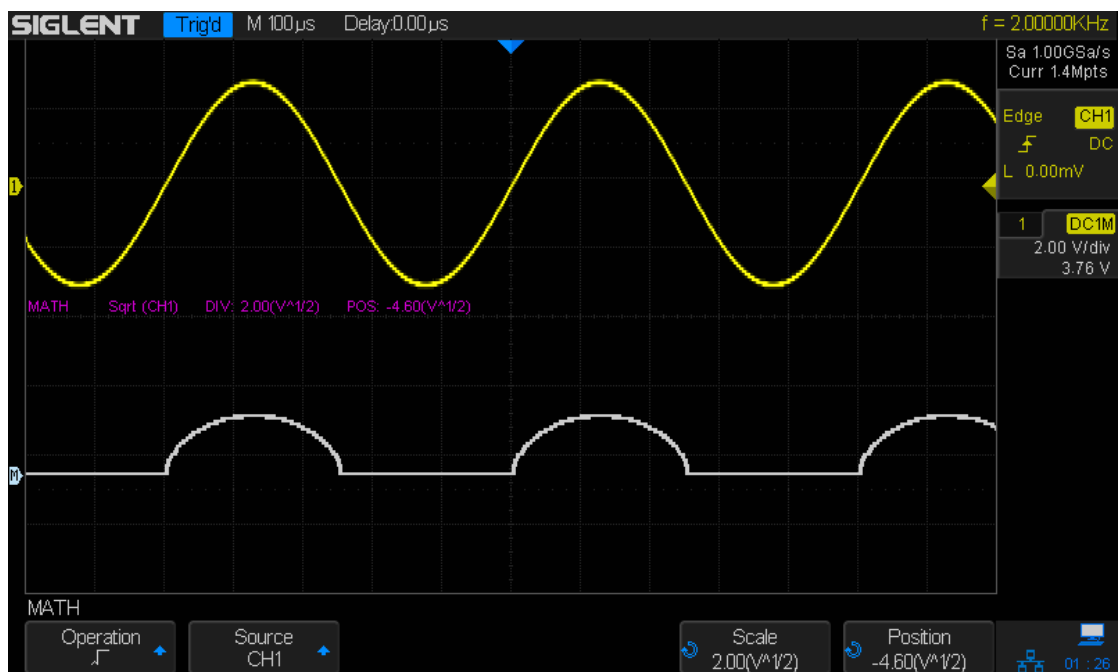 SIGLENT Trig'd M 100µs Delay:0.00µs f = 2.00000KHz
Sa 1.00GSa/s
Curr 1.4Mpts
Edge CH1
DC
L 0.00mV
1
1 DC1M
2.00 V/div
3.76 V
MATH Sqrt (CH1) DIV: 2.00(V^1/2) POS: -4.60(V^1/2)
M
MATH
Operation Source Scale Position
√ CH1 2.00(V^1/2) -4.60(V^1/2)
01 : 26